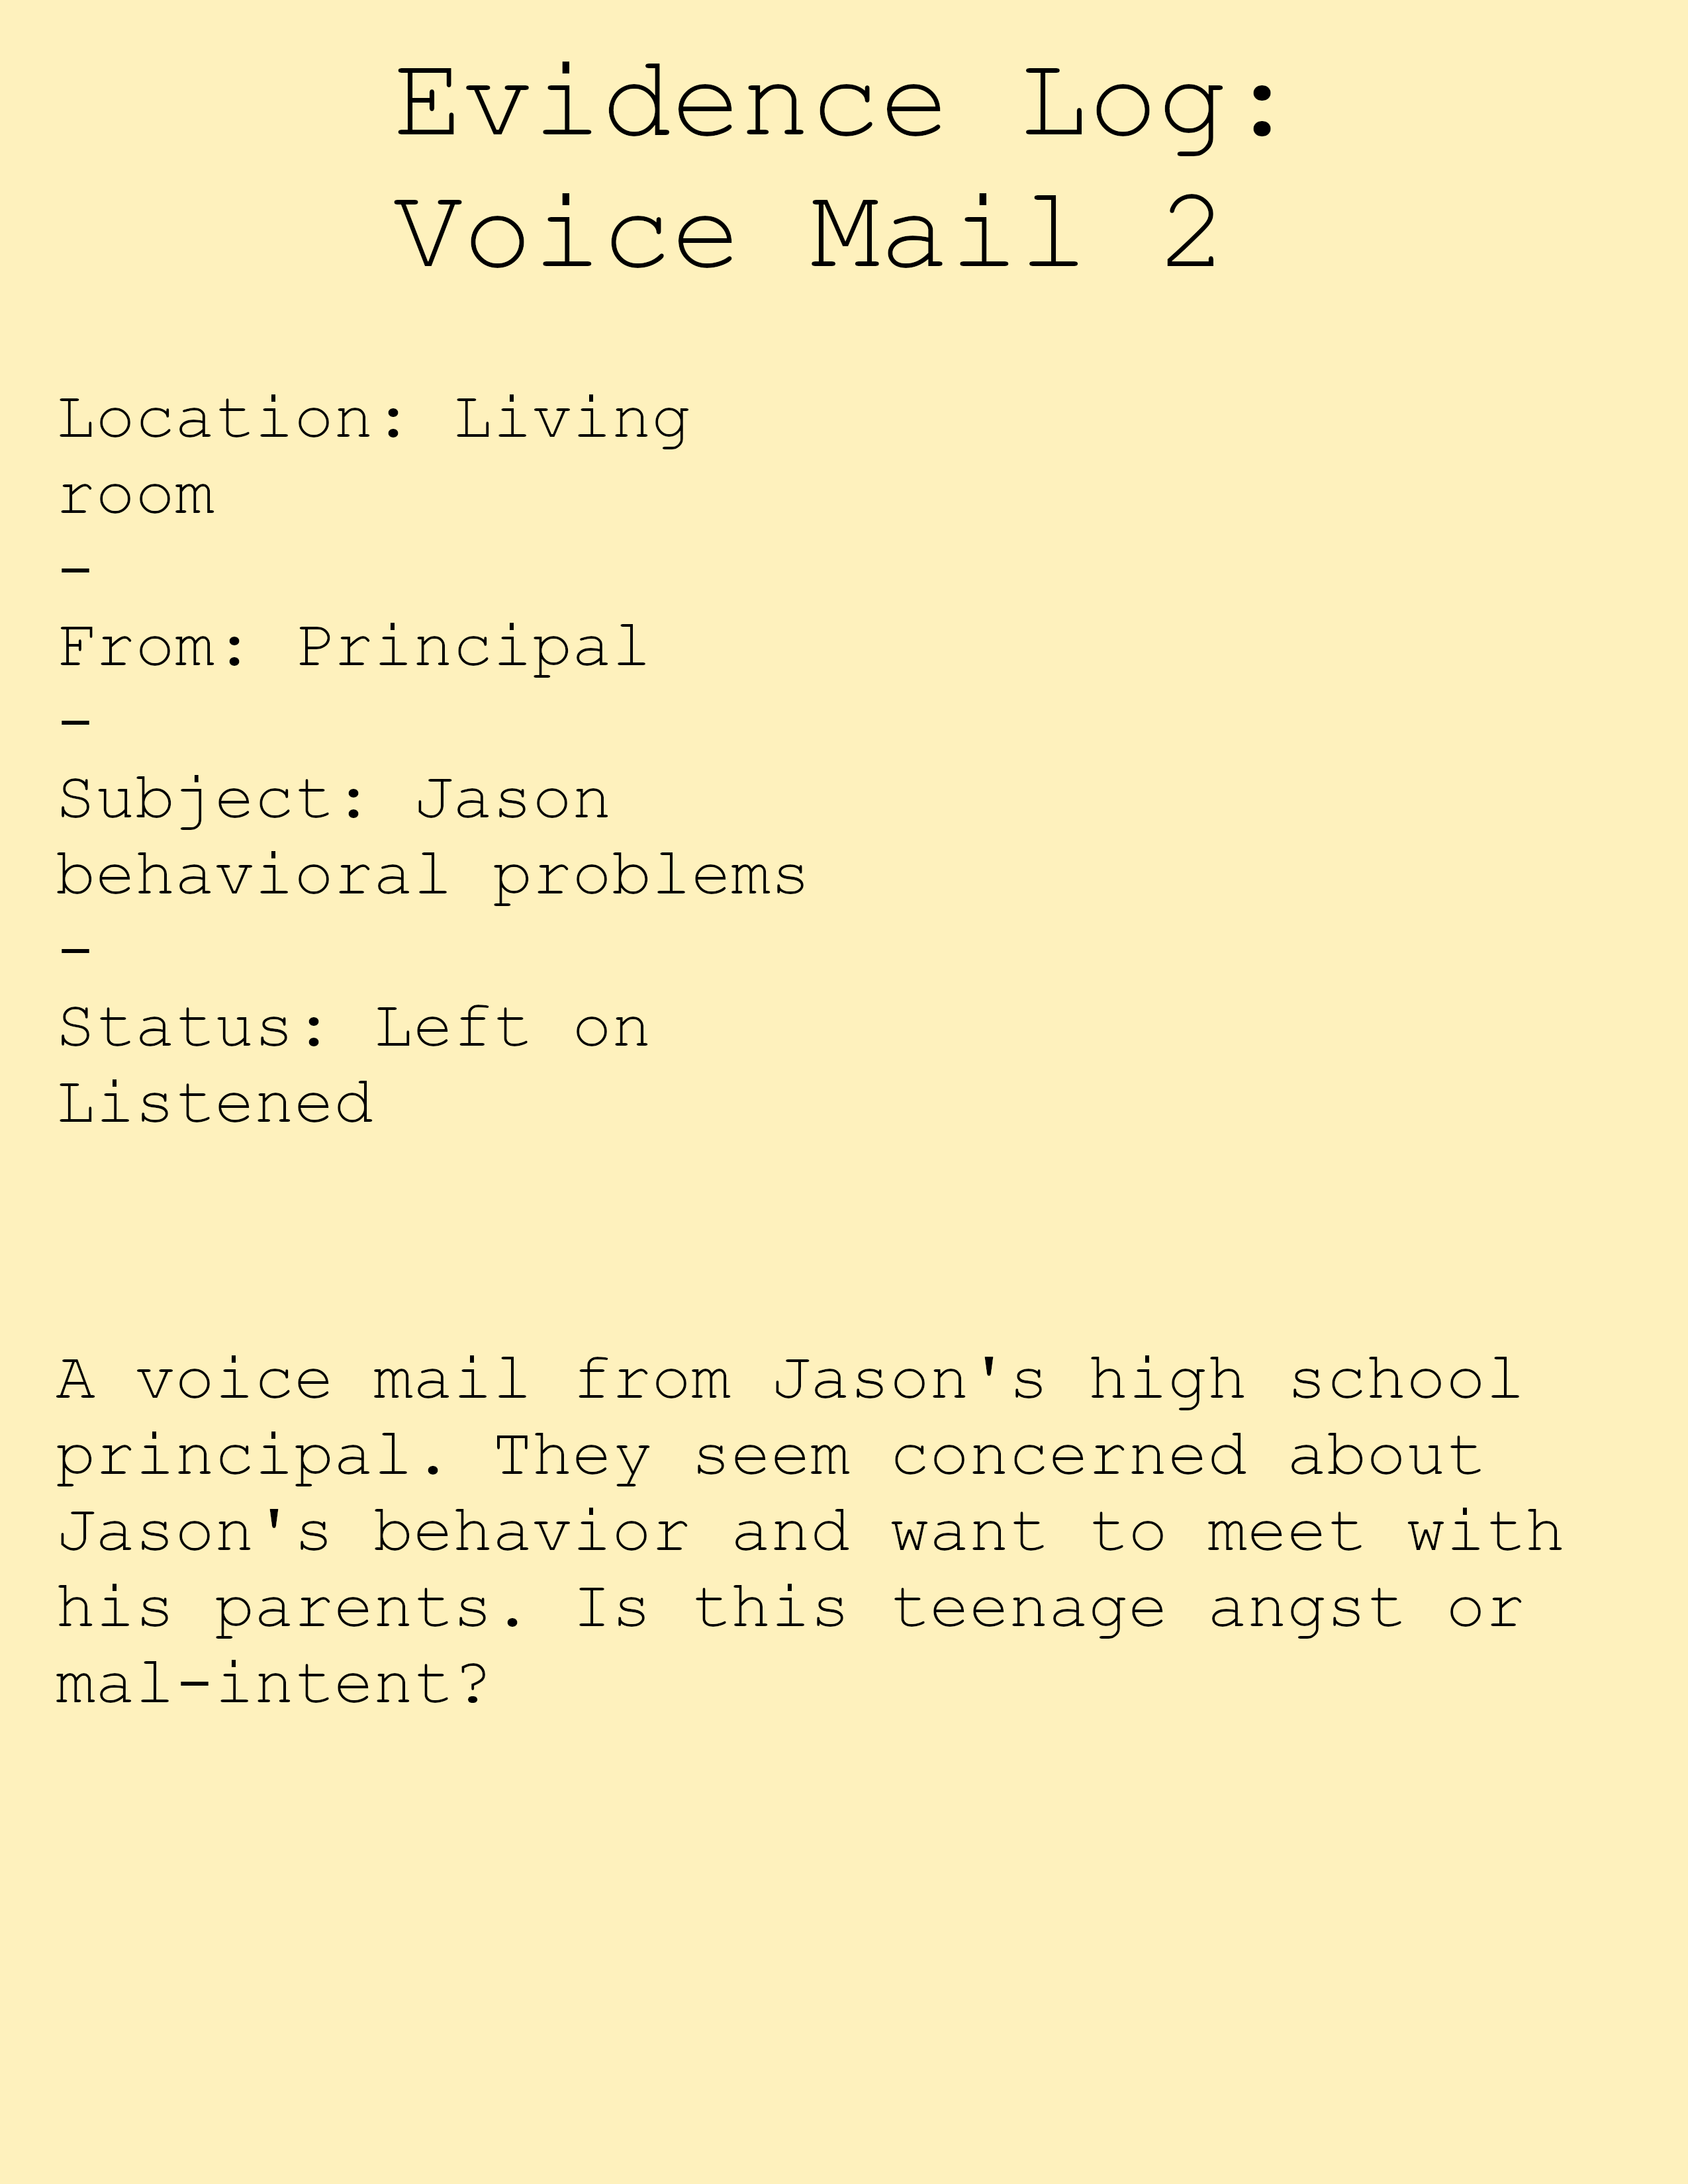 Evidence Log:
Voice Mail 2
Location: Living
room
-
From: Principal
-
Subject: Jason
behavioral problems
-
Status: Left on
Listened
A voice mail from Jason's high school
principal. They seem concerned about
Jason's behavior and want to meet with
his parents. Is this teenage angst or
mal-intent?